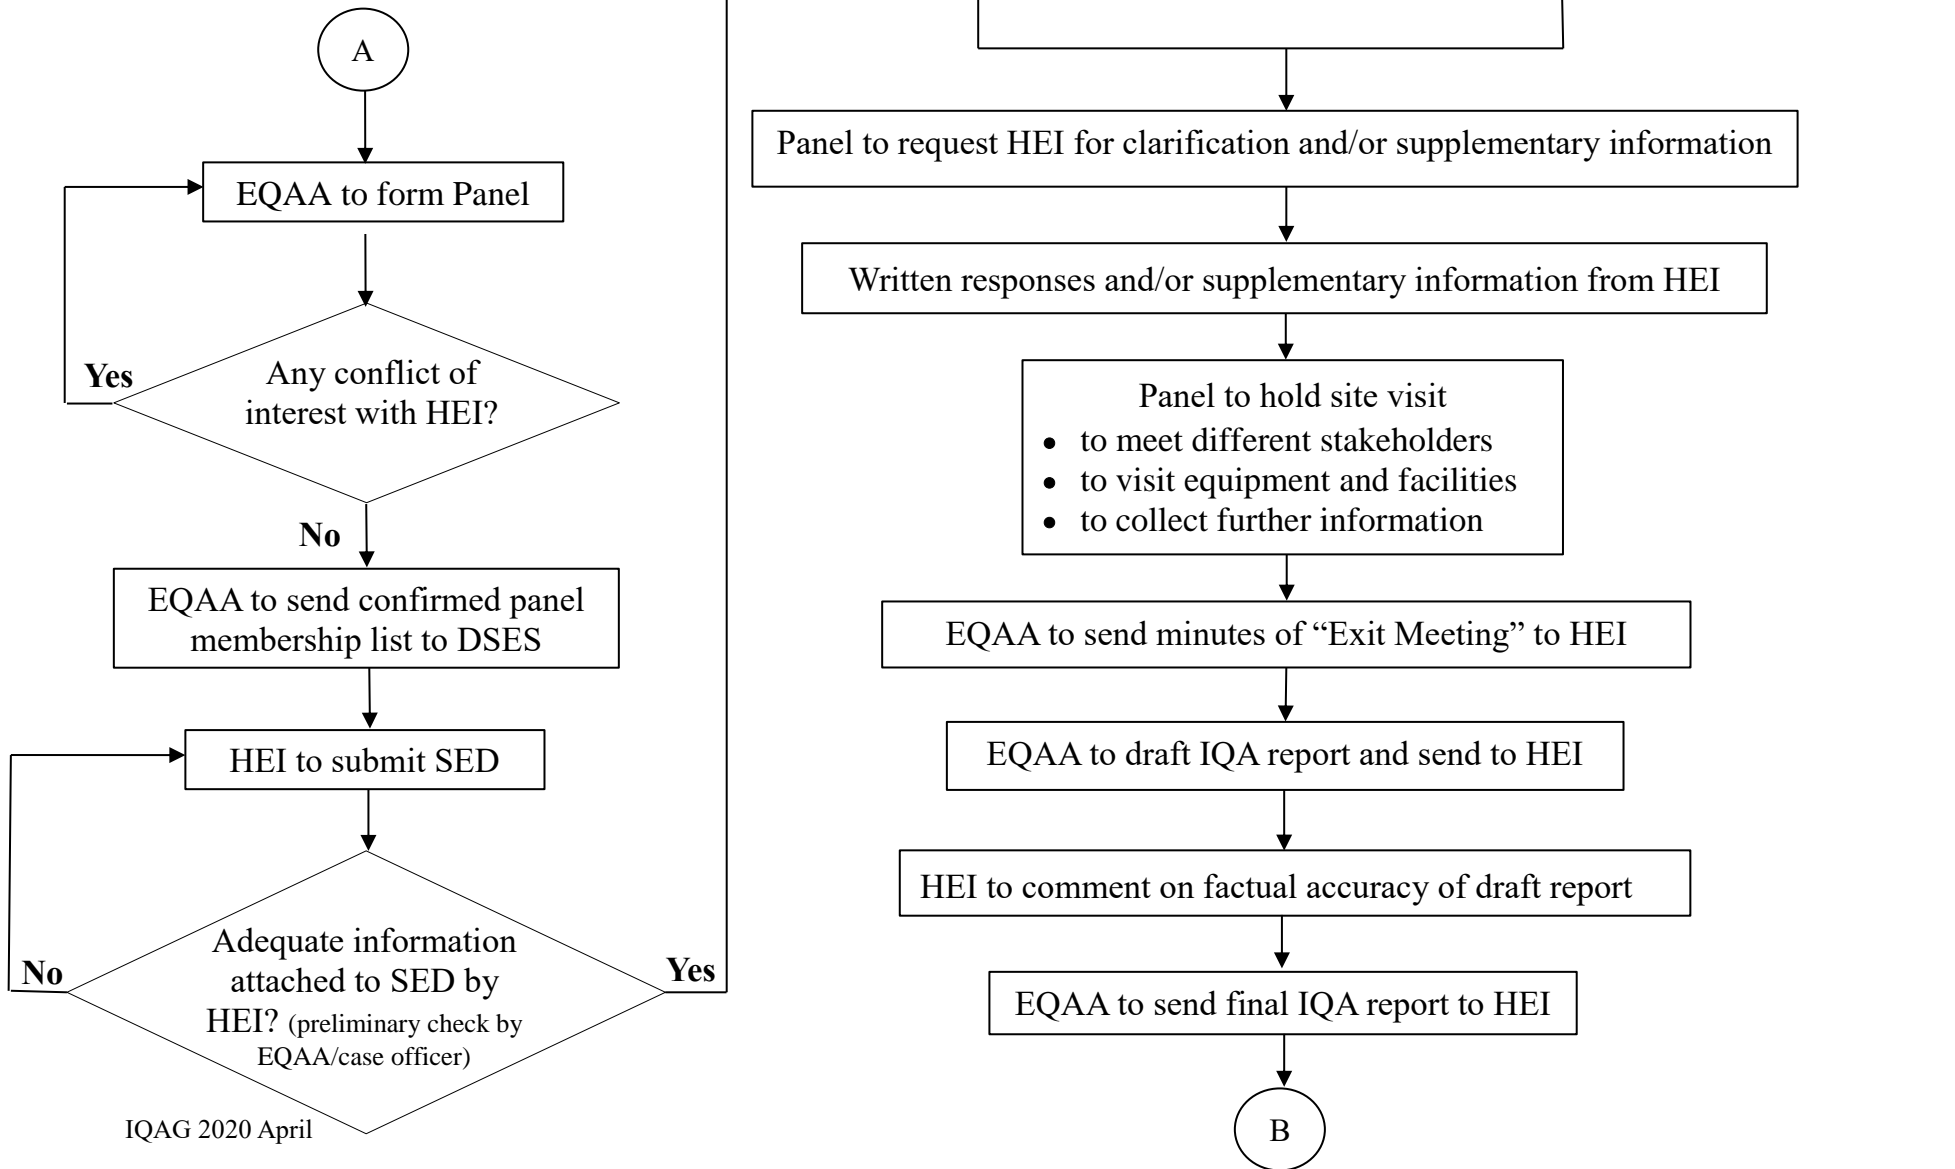 A
EQAA to form Panel
Any conflict of
interest with HEI?
Yes
No
EQAA to send confirmed panel
membership list to DSES
HEI to submit SED
Adequate information
attached to SED by
HEI? (preliminary check by
EQAA/case officer)
No
Yes
IQAG 2020 April
Panel to request HEI for clarification and/or supplementary information
Written responses and/or supplementary information from HEI
Panel to hold site visit
• to meet different stakeholders
• to visit equipment and facilities
• to collect further information
EQAA to send minutes of “Exit Meeting” to HEI
EQAA to draft IQA report and send to HEI
HEI to comment on factual accuracy of draft report
EQAA to send final IQA report to HEI
B